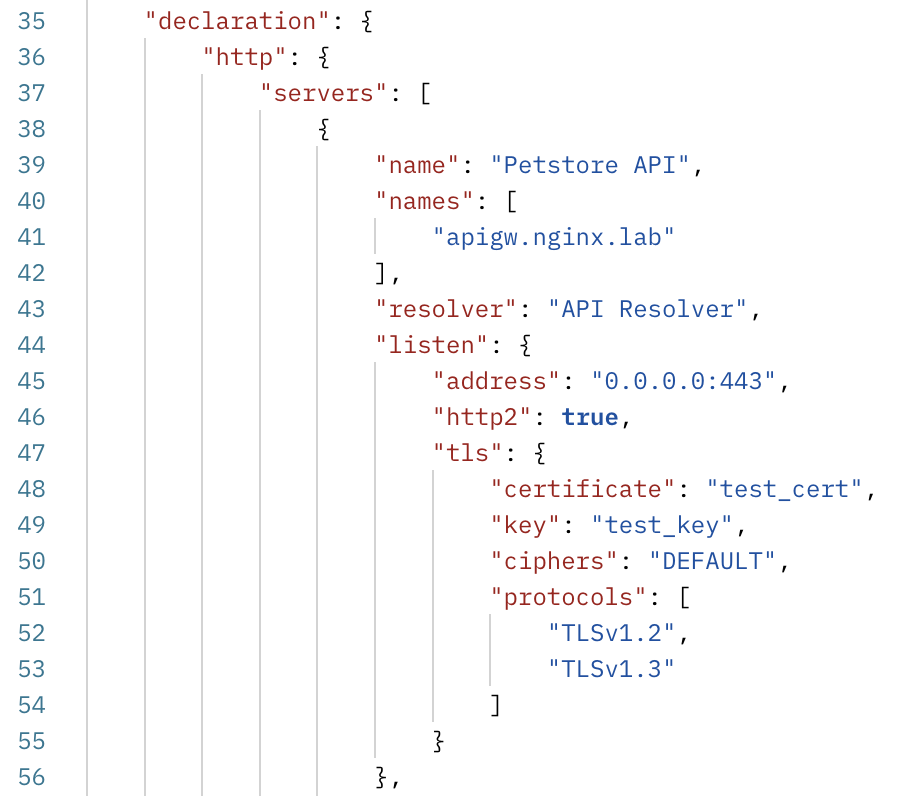 35 "declaration": {
36 "http": {
37 "servers": [
38 {
39 "name": "Petstore API",
40 "names": [
41 "apigw.nginx.lab"
42 ],
43 "resolver": "API Resolver",
44 "listen": {
45 "address": "0.0.0.0:443",
46 "http2": true,
47 "tls": {
48 "certificate": "test_cert",
49 "key": "test_key",
50 "ciphers": "DEFAULT",
51 "protocols": [
52 "TLSv1.2",
53 "TLSv1.3"
54 ]
55 }
56 },